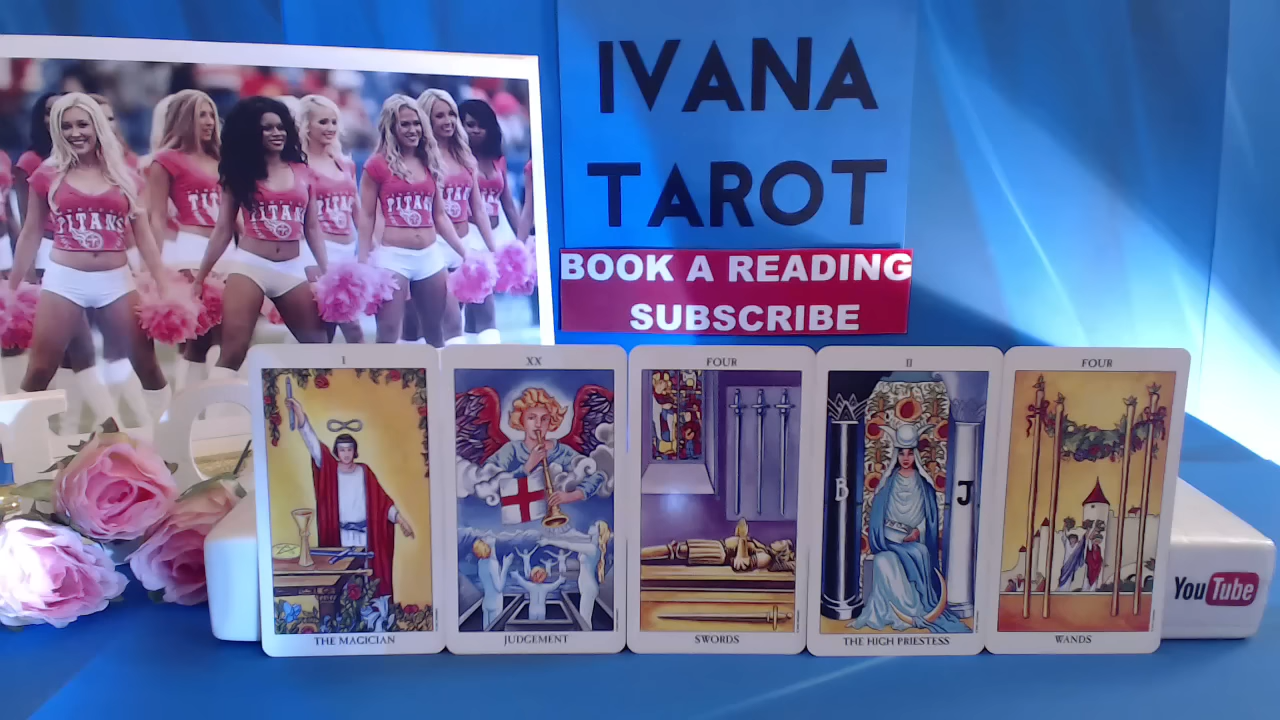 IVANA
TAROT
BOOK A READING
SUBSCRIBE
TITANS
TITANS
I
THE MAGICIAN
XX
JUDGEMENT
FOUR
SWORDS
II
B
J
THE HIGH PRIESTESS
FOUR
WANDS
YouTube